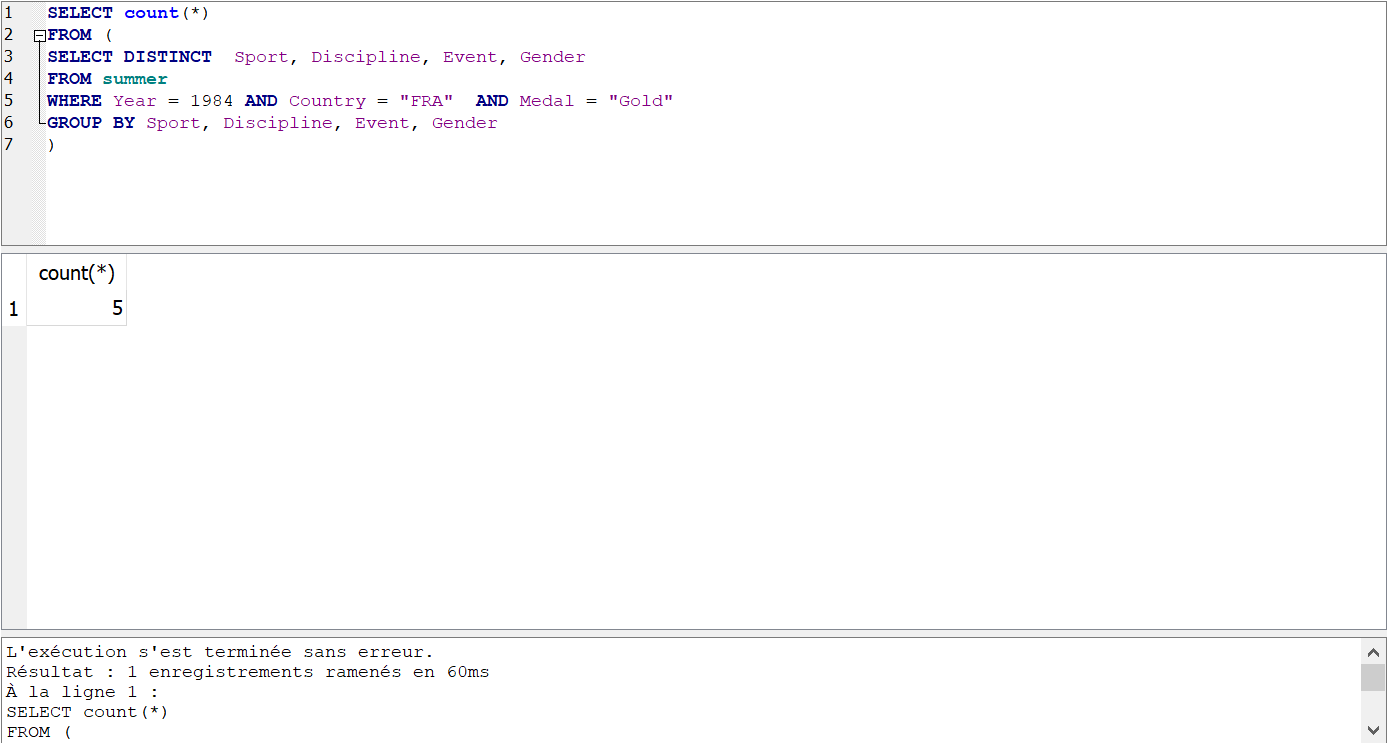 1 SELECT count(*)
2 FROM (
3 SELECT DISTINCT  Sport, Discipline, Event, Gender
4 FROM summer
5 WHERE Year = 1984 AND Country = "FRA"  AND Medal = "Gold"
6 GROUP BY Sport, Discipline, Event, Gender
7 )
count(*)
1 5
L'exécution s'est terminée sans erreur.
Résultat : 1 enregistrements ramenés en 60ms
À la ligne 1 :
SELECT count(*)
FROM (